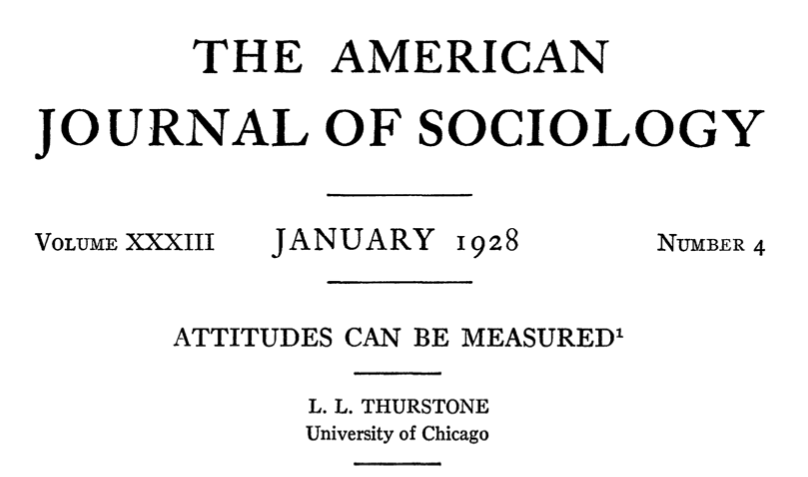 THE AMERICAN
JOURNAL OF SOCIOLOGY
VOLUME XXXIII JANUARY 1928 NUMBER 4
ATTITUDES CAN BE MEASURED¹
L. L. THURSTONE
University of Chicago